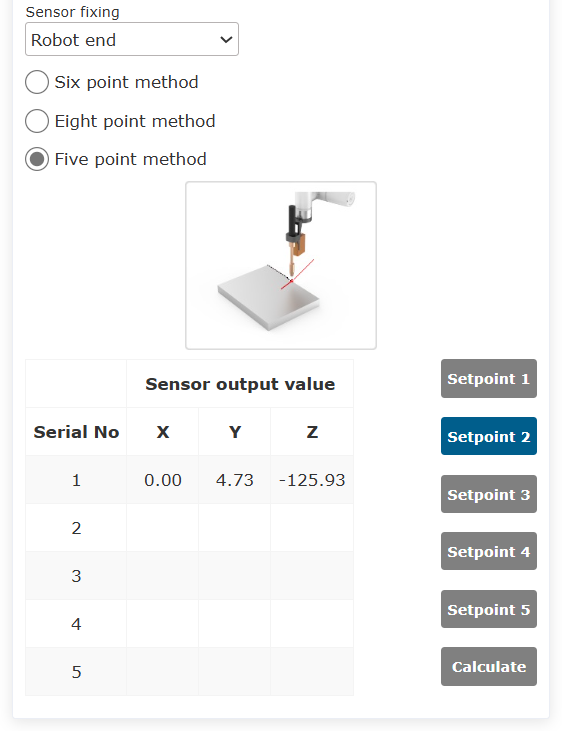 Sensor fixing
Robot end
Six point method
Eight point method
Five point method
Sensor output value
Serial No X Y Z
1 0.00 4.73 -125.93
2
3
4
5
Setpoint 1
Setpoint 2
Setpoint 3
Setpoint 4
Setpoint 5
Calculate